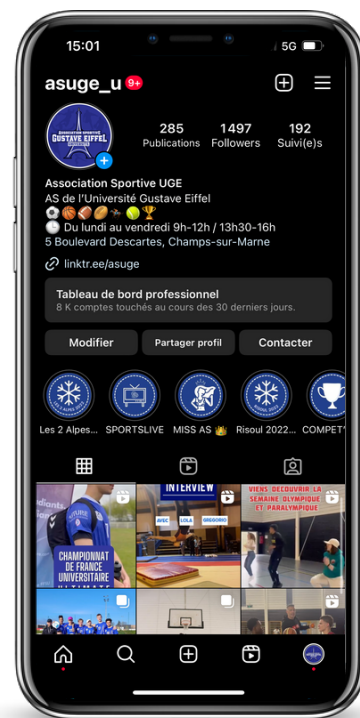 15:01
5G
asuge_u 9+
ASSOCIATION SPORTIVE
GUSTAVE EIFFEL
UNIVERSITÉ
285 1497 192
Publications Followers Suivi(e)s
Association Sportive UGE
AS de l'Université Gustave Eiffel
Du lundi au vendredi 9h-12h / 13h30-16h
5 Boulevard Descartes, Champs-sur-Marne
linktr.ee/asuge
Tableau de bord professionnel
8 K comptes touchés au cours des 30 derniers jours.
Modifier Partager profil Contacter
Les 2 Alpes... SPORTSLIVE MISS AS Risoul 2022... COMPET'
CHAMPIONNAT
DE FRANCE
UNIVERSITAIRE
ULTIMATE
INTERVIEW
AVEC LOLA GREGORIO
VIENS DÉCOUVRIR LA
SEMAINE OLYMPIQUE
ET PARALYMPIQUE